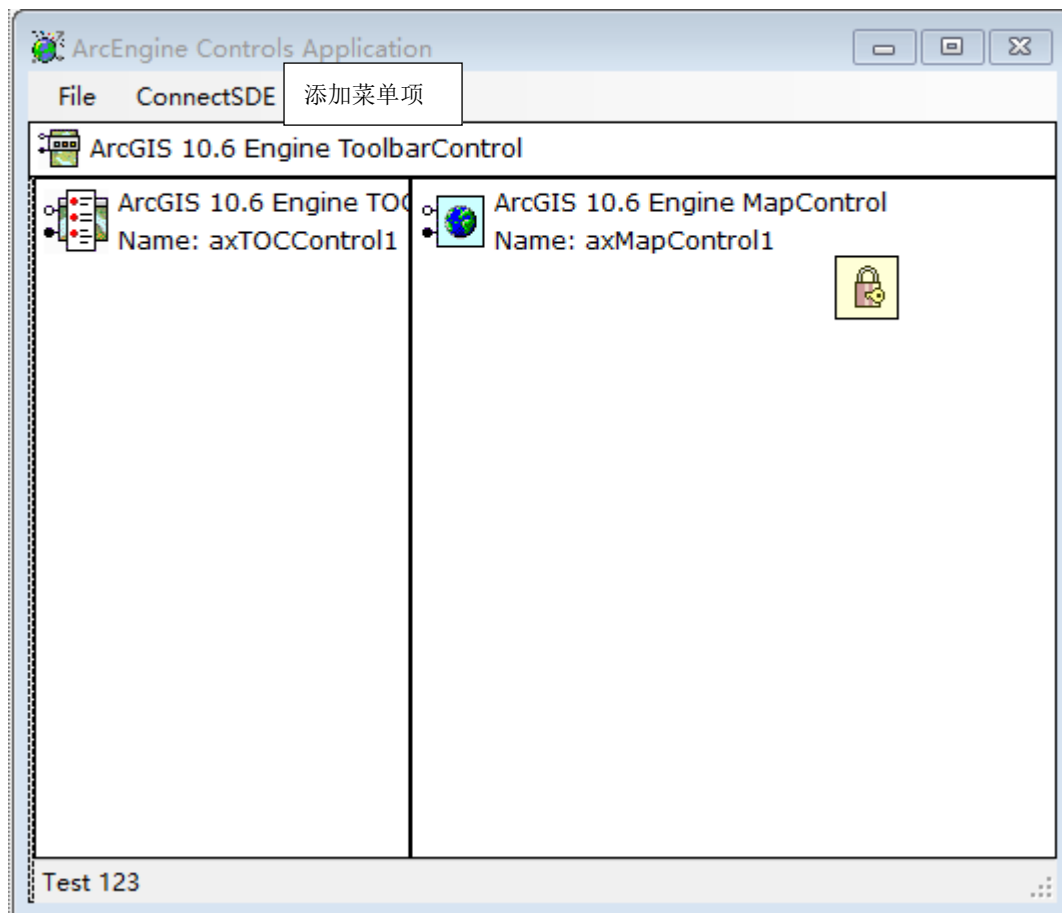 ArcEngine Controls Application
File ConnectSDE 添加菜单项
ArcGIS 10.6 Engine ToolbarControl
ArcGIS 10.6 Engine TOC
Name: axTOCControl1
ArcGIS 10.6 Engine MapControl
Name: axMapControl1
Test 123